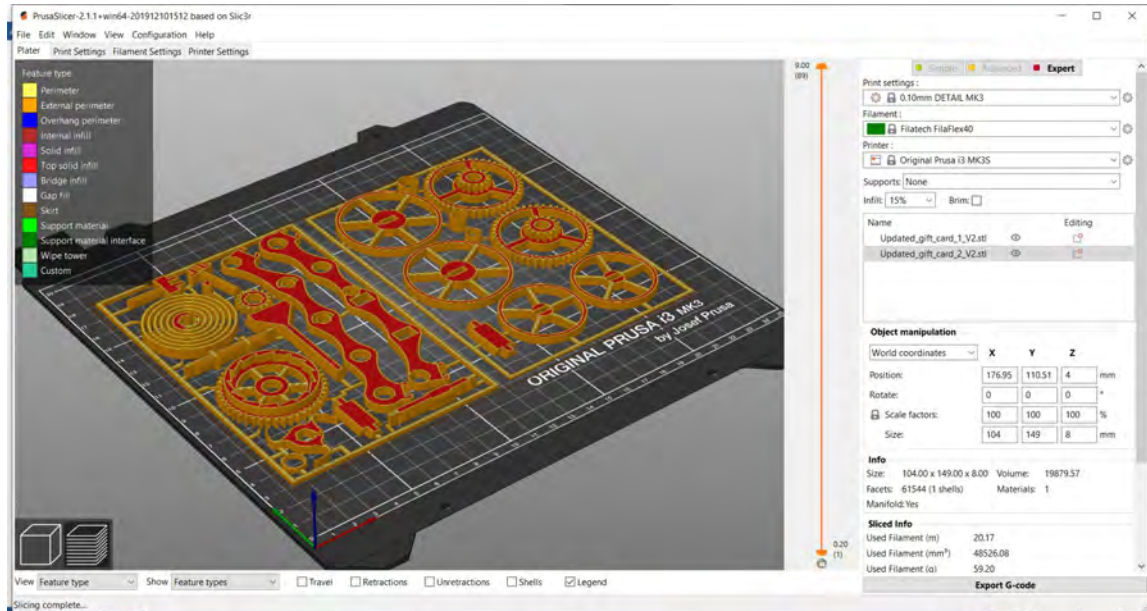 PrusaSlicer-2.1.1+win64-201912101512 based on Slic3r
File Edit Window View Configuration Help
Plater Print Settings Filament Settings Printer Settings
Feature type
Perimeter
External perimeter
Overhang perimeter
Internal infill
Solid infill
Top solid infill
Bridge infill
Gap fill
Skirt
Support material
Support material interface
Wipe tower
Custom
ORIGINAL PRUSA i3 MK3
by Josef Prusa
9.00
(89)
0.20
(1)
Simple Advanced Expert
Print settings :
0.10mm DETAIL MK3
Filament :
Filatech FilaFlex40
Printer :
Original Prusa i3 MK3S
Supports: None
Infill: 15% Brim:
Name Editing
Updated_gift_card_1_V2.stl
Updated_gift_card_2_V2.stl
Object manipulation
World coordinates X Y Z
Position: 176.95 110.51 4 mm
Rotate: 0 0 0 °
Scale factors: 100 100 100 %
Size: 104 149 8 mm
Info
Size: 104.00 x 149.00 x 8.00 Volume: 19879.57
Facets: 61544 (1 shells) Materials: 1
Manifold: Yes
Sliced Info
Used Filament (m) 20.17
Used Filament (mm³) 48526.08
Used Filament (g) 59.20
Export G-code
View Feature type Show Feature types Travel Retractions Unretractions Shells Legend
Slicing complete...